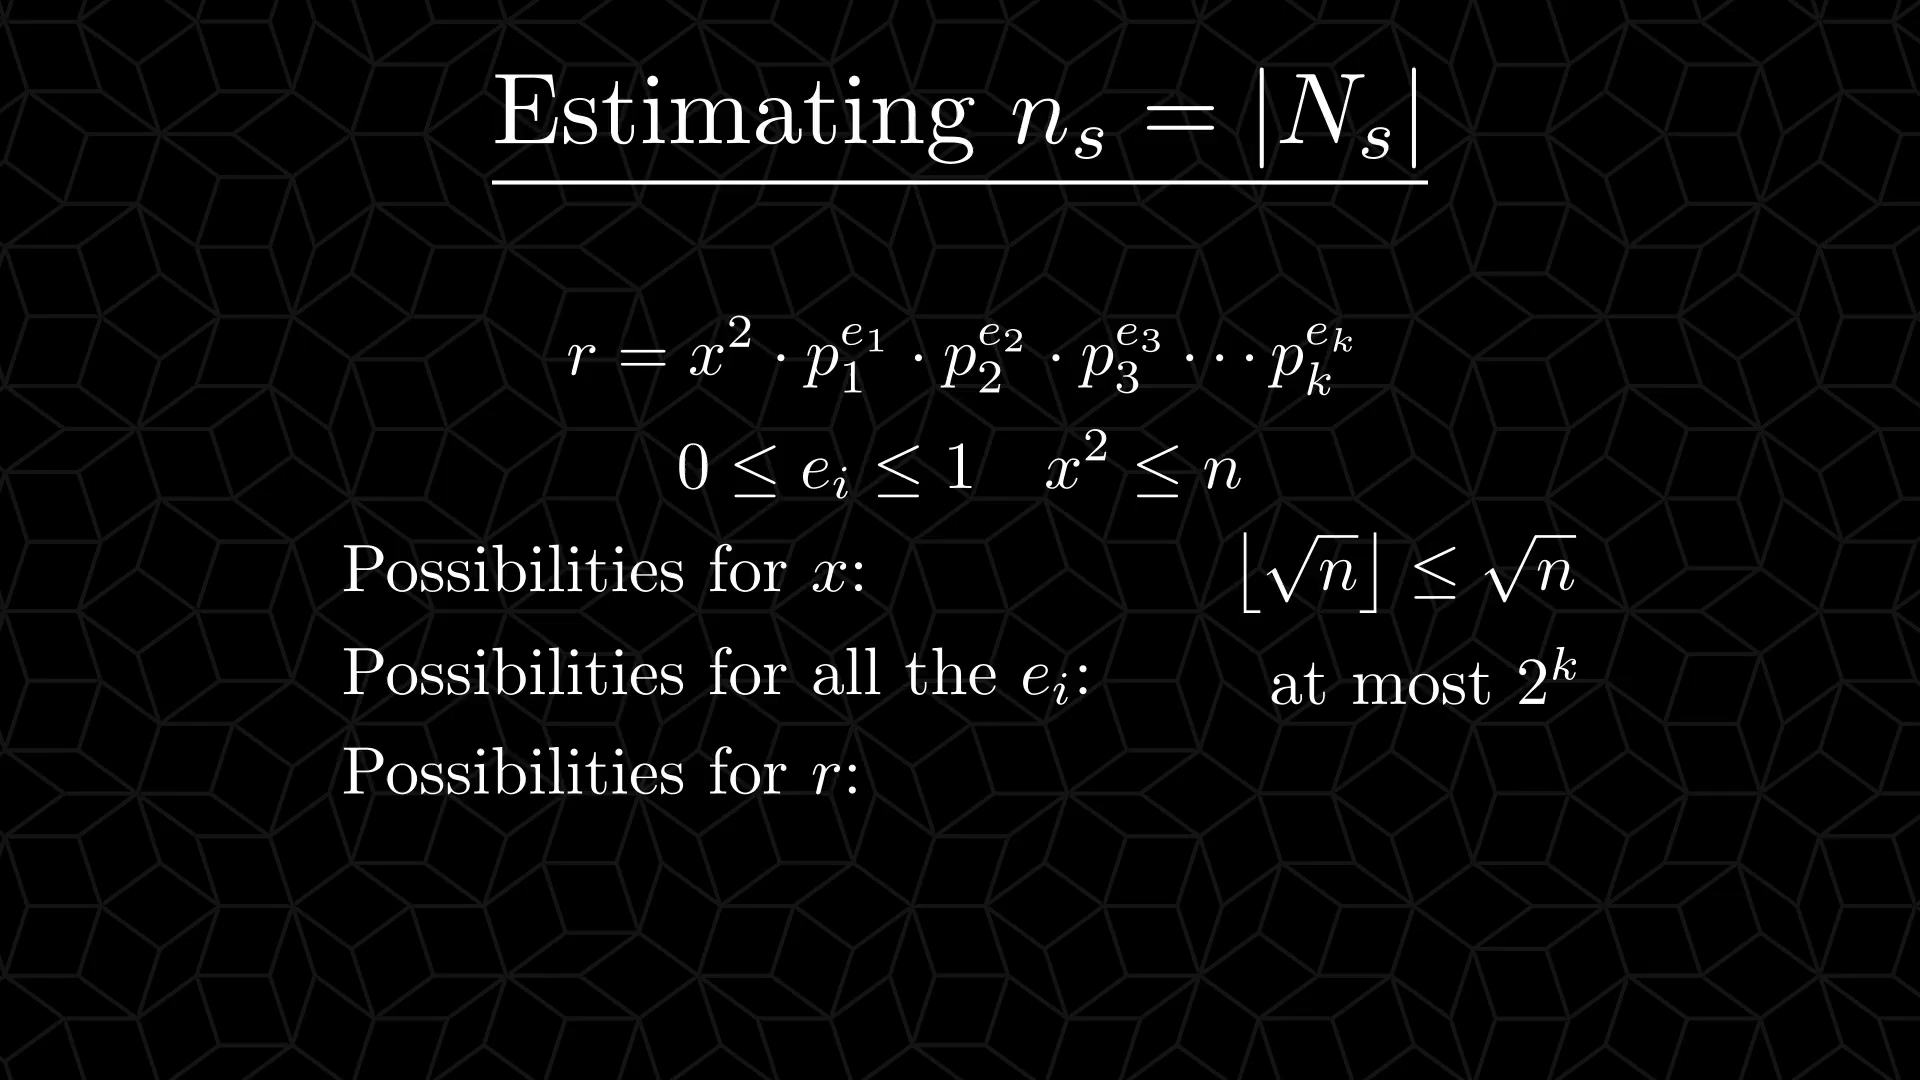 Estimating $n_s = |N_s|$
$r = x^2 \cdot p_1^{e_1} \cdot p_2^{e_2} \cdot p_3^{e_3} \cdots p_k^{e_k}$
$0 \leq e_i \leq 1 \quad x^2 \leq n$
Possibilities for $x$: $\lfloor \sqrt{n} \rfloor \leq \sqrt{n}$
Possibilities for all the $e_i$: at most $2^k$
Possibilities for $r$: